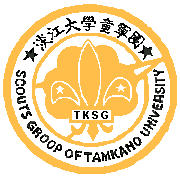 ★淡江大學童軍團★
TKSG
SCOUTS GROUP OF TAMKANG UNIVERSITY